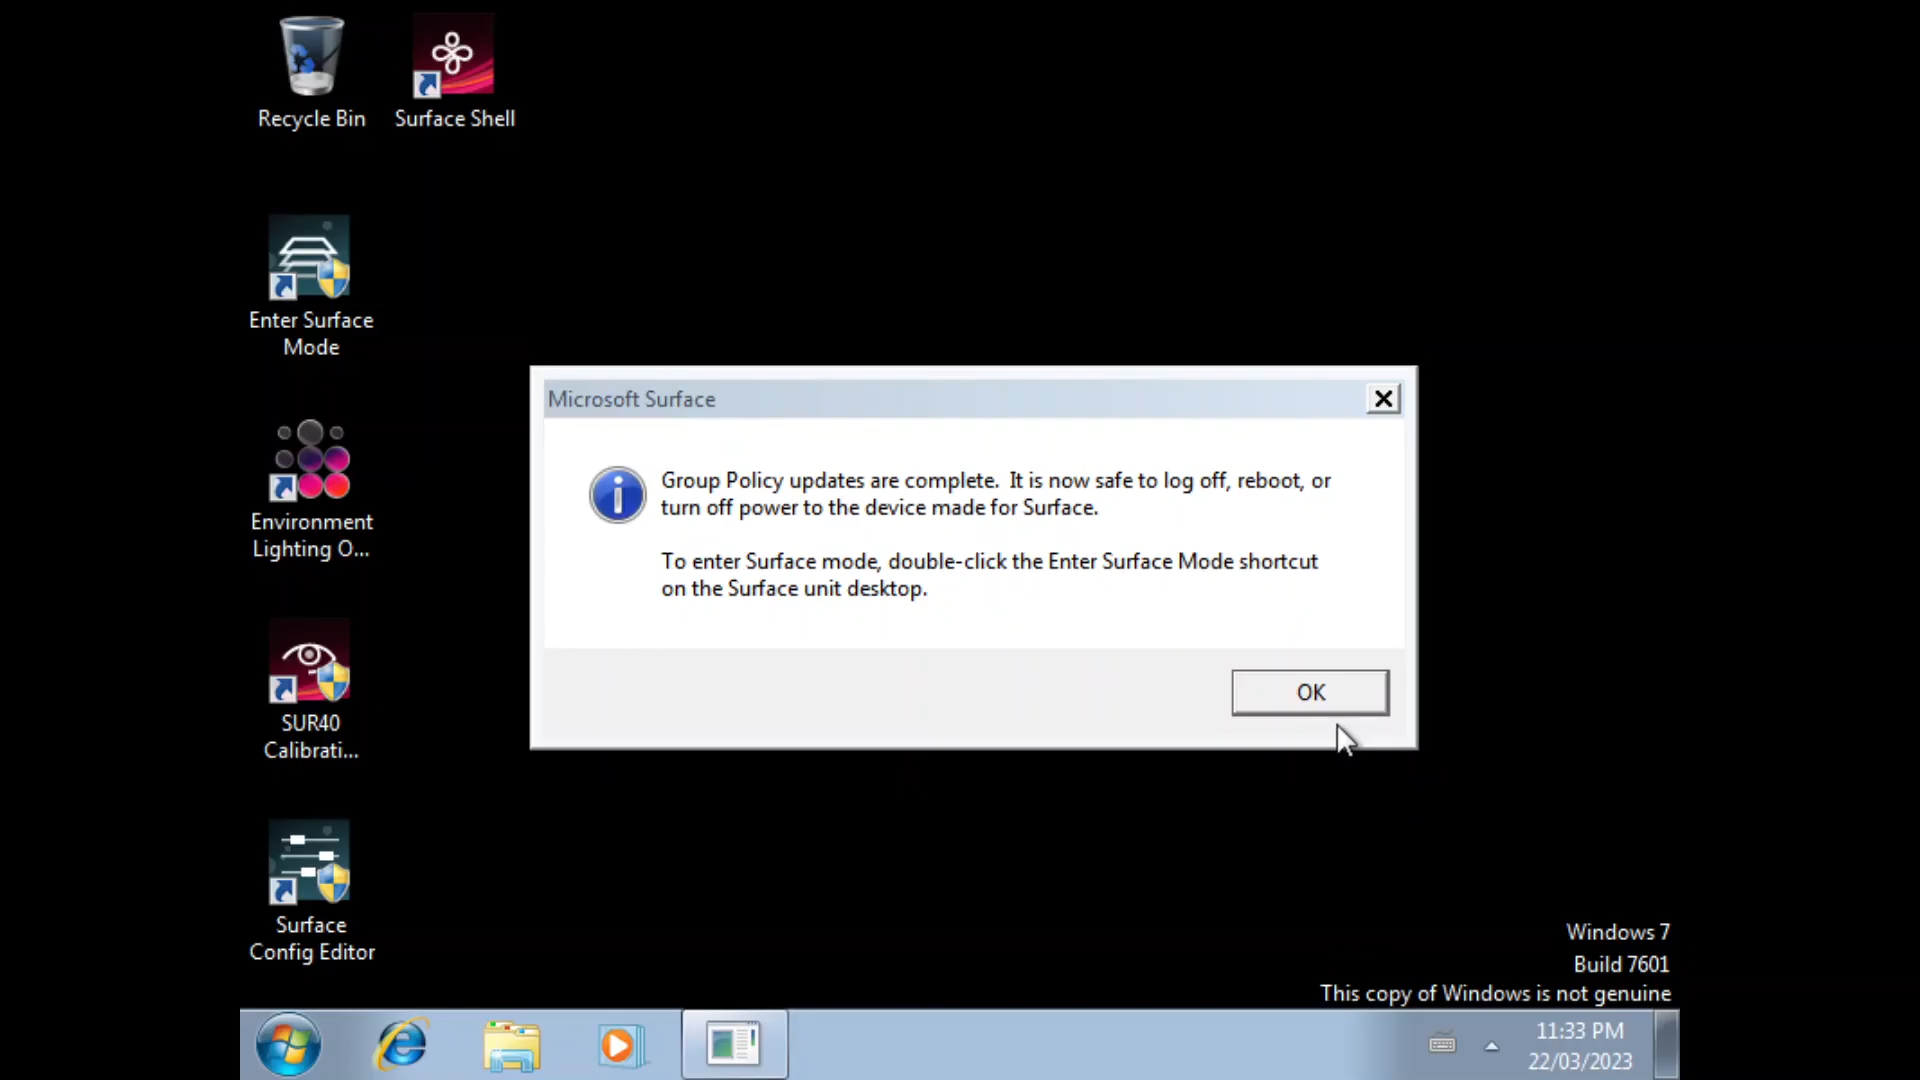 Recycle Bin
Surface Shell
Enter Surface
Mode
Environment
Lighting O...
SUR40
Calibrati...
Surface
Config Editor
Microsoft Surface
Group Policy updates are complete.  It is now safe to log off, reboot, or
turn off power to the device made for Surface.
To enter Surface mode, double-click the Enter Surface Mode shortcut
on the Surface unit desktop.
OK
Windows 7
Build 7601
This copy of Windows is not genuine
11:33 PM
22/03/2023